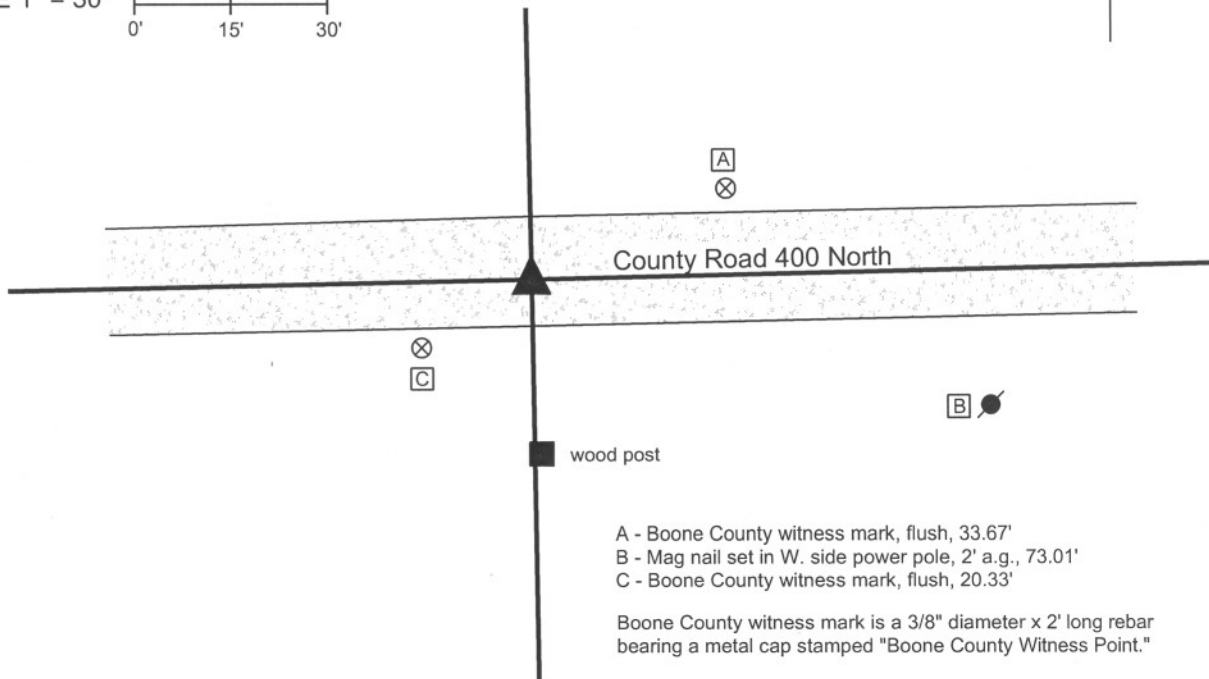 1" = 30'
0' 15' 30'
A
County Road 400 North
C
B
wood post
A - Boone County witness mark, flush, 33.67'
B - Mag nail set in W. side power pole, 2' a.g., 73.01'
C - Boone County witness mark, flush, 20.33'
Boone County witness mark is a 3/8" diameter x 2' long rebar
bearing a metal cap stamped "Boone County Witness Point."